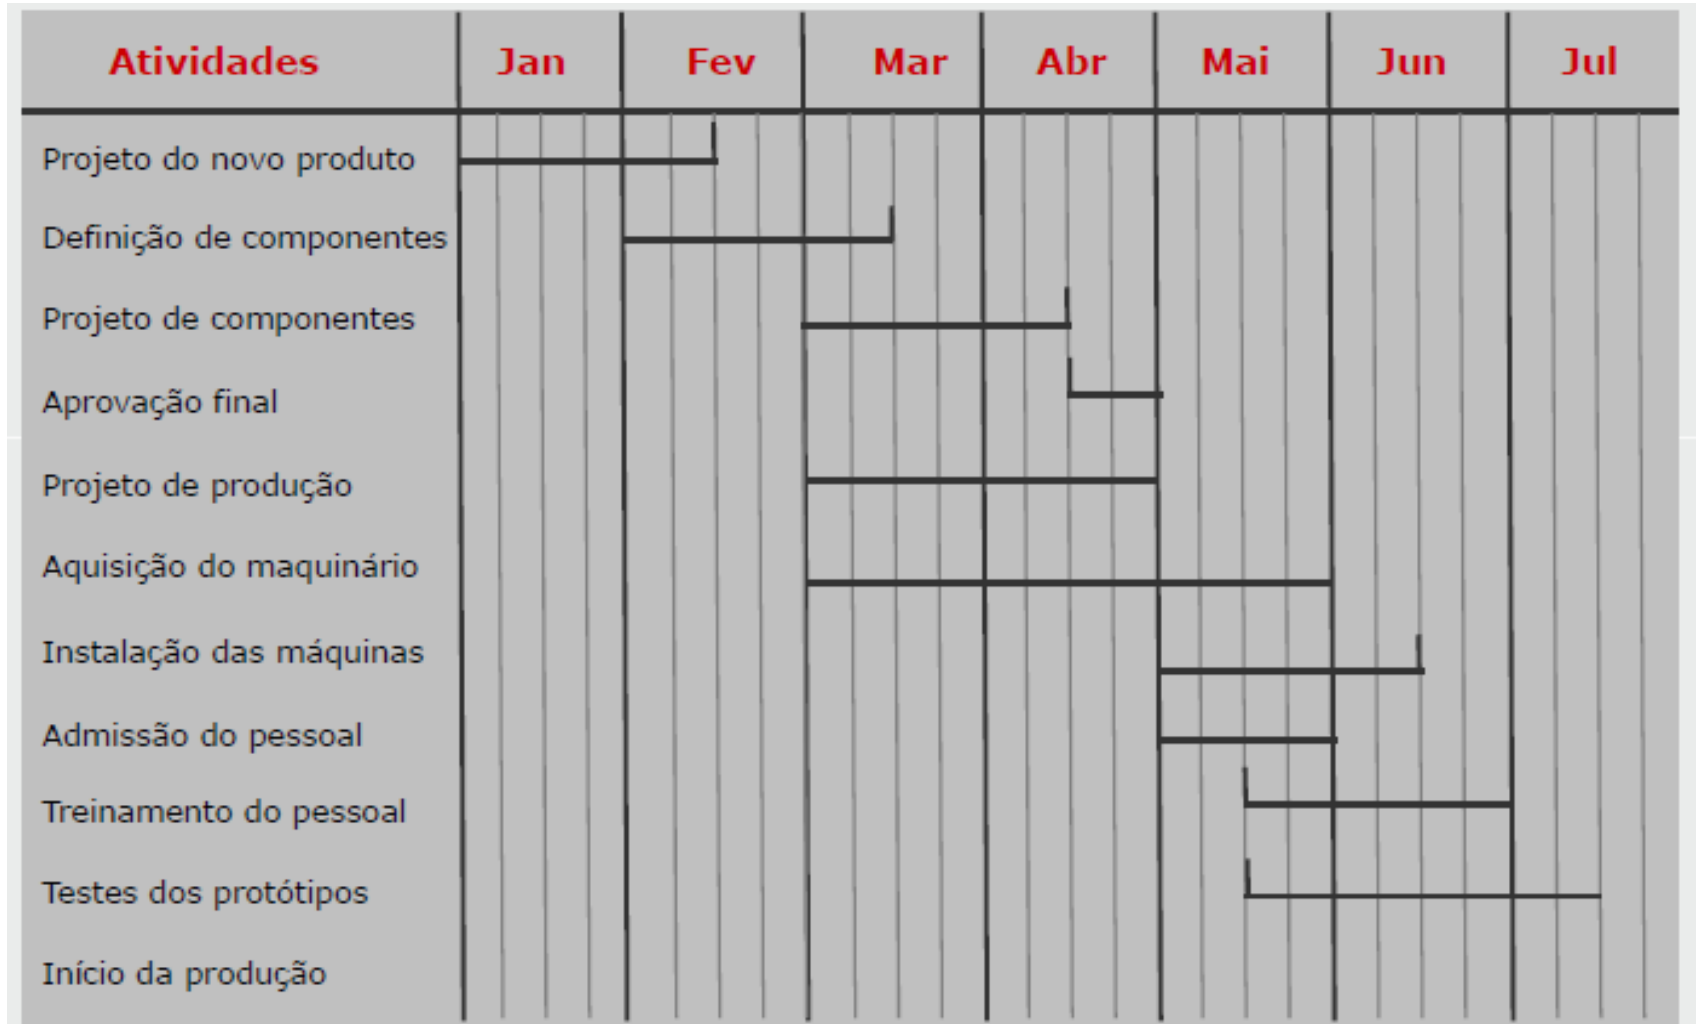 Atividades Jan Fev Mar Abr Mai Jun Jul
Projeto do novo produto
Definição de componentes
Projeto de componentes
Aprovação final
Projeto de produção
Aquisição do maquinário
Instalação das máquinas
Admissão do pessoal
Treinamento do pessoal
Testes dos protótipos
Início da produção